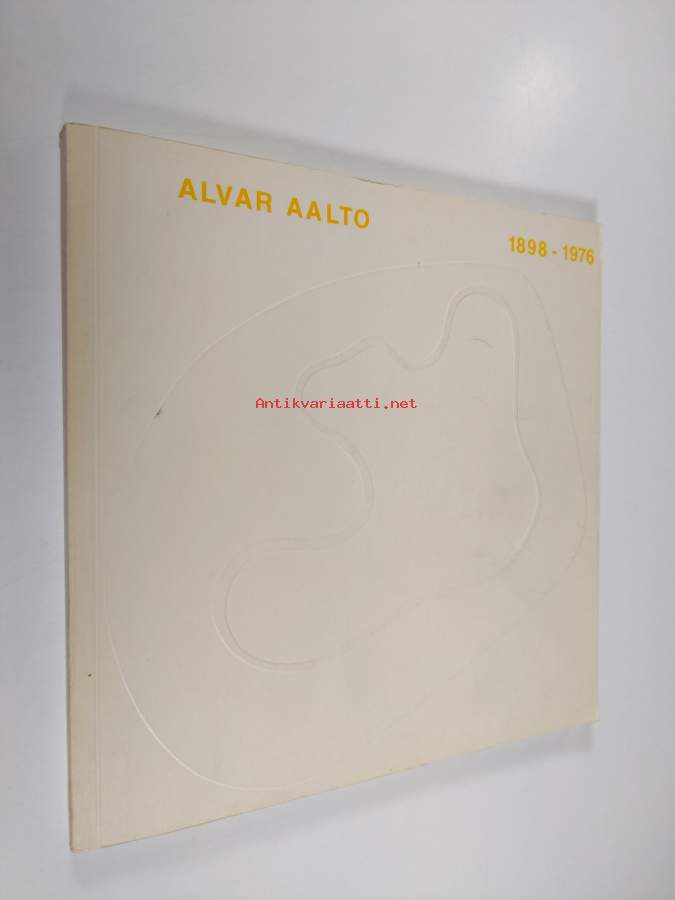 ALVAR AALTO
1898 - 1976
Antikvariaatti.net